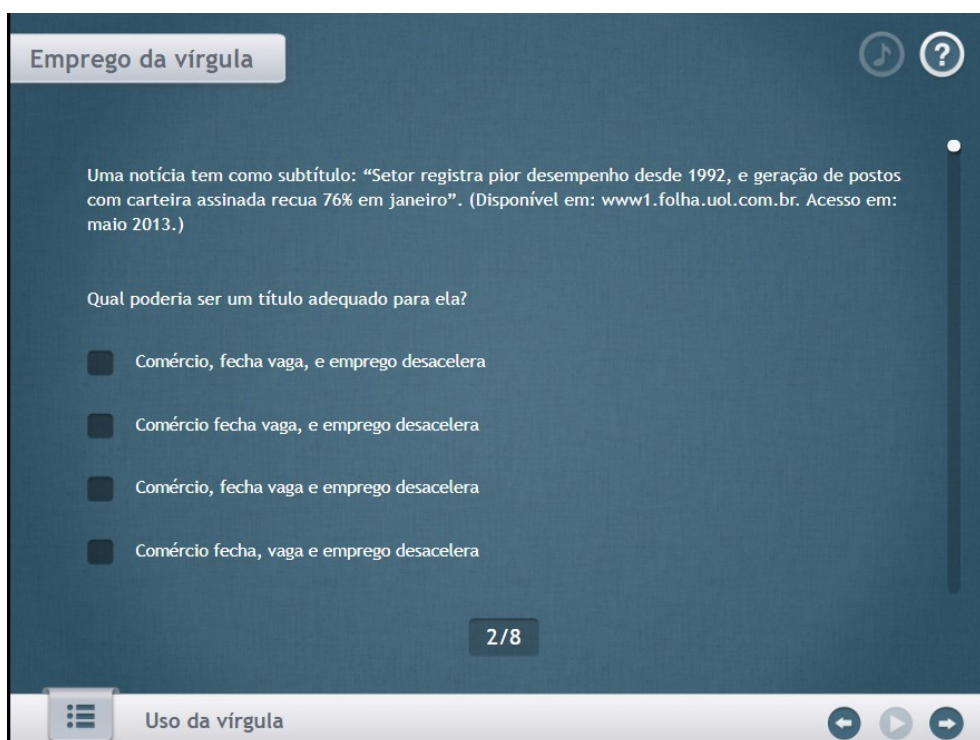 Emprego da vírgula
Uma notícia tem como subtítulo: “Setor registra pior desempenho desde 1992, e geração de postos
com carteira assinada recua 76% em janeiro”. (Disponível em: www1.folha.uol.com.br. Acesso em:
maio 2013.)
Qual poderia ser um título adequado para ela?
Comércio, fecha vaga, e emprego desacelera
Comércio fecha vaga, e emprego desacelera
Comércio, fecha vaga e emprego desacelera
Comércio fecha, vaga e emprego desacelera
2/8
Uso da vírgula